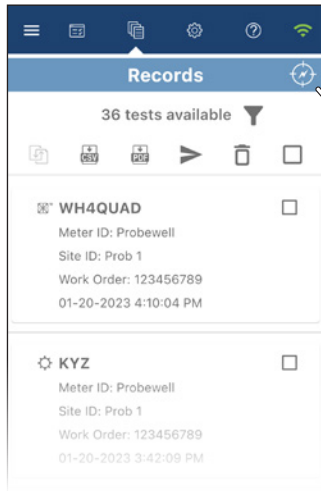 Records
36 tests available
CSV PDF
WH4QUAD
Meter ID: Probewell
Site ID: Prob 1
Work Order: 123456789
01-20-2023 4:10:04 PM
KYZ
Meter ID: Probewell
Site ID: Prob 1
Work Order: 123456789
01-20-2023 3:42:09 PM